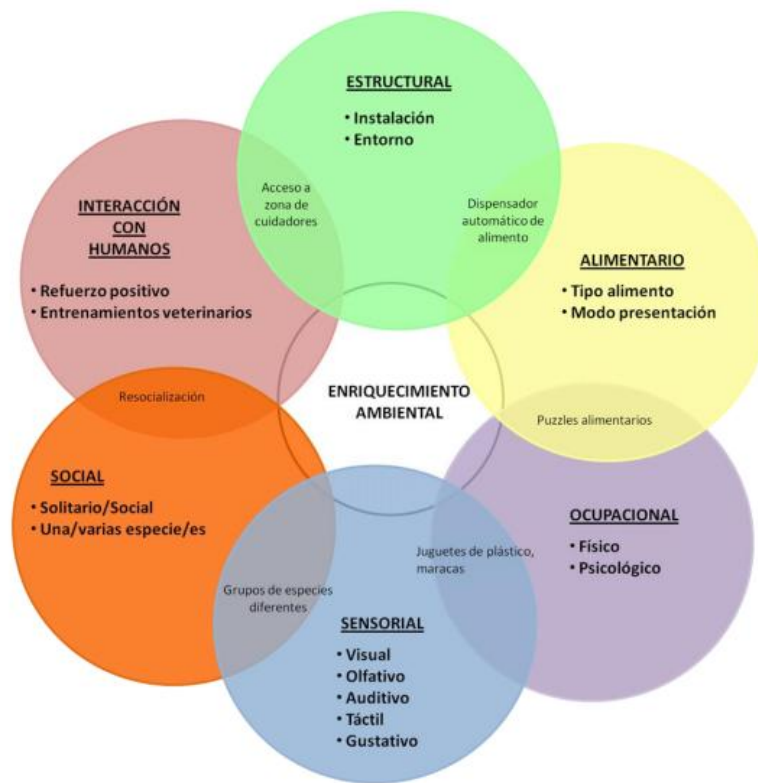 ESTRUCTURAL
• Instalación
• Entorno
Acceso a
zona de
cuidadores
Dispensador
automático de
alimento
INTERACCIÓN
CON
HUMANOS
• Refuerzo positivo
• Entrenamientos veterinarios
ALIMENTARIO
• Tipo alimento
• Modo presentación
ENRIQUECIMIENTO
AMBIENTAL
Resocialización
Puzzles alimentarios
SOCIAL
• Solitario/Social
• Una/varias especie/es
OCUPACIONAL
• Físico
• Psicológico
Juguetes de plástico,
maracas
Grupos de especies
diferentes
SENSORIAL
• Visual
• Olfativo
• Auditivo
• Táctil
• Gustativo